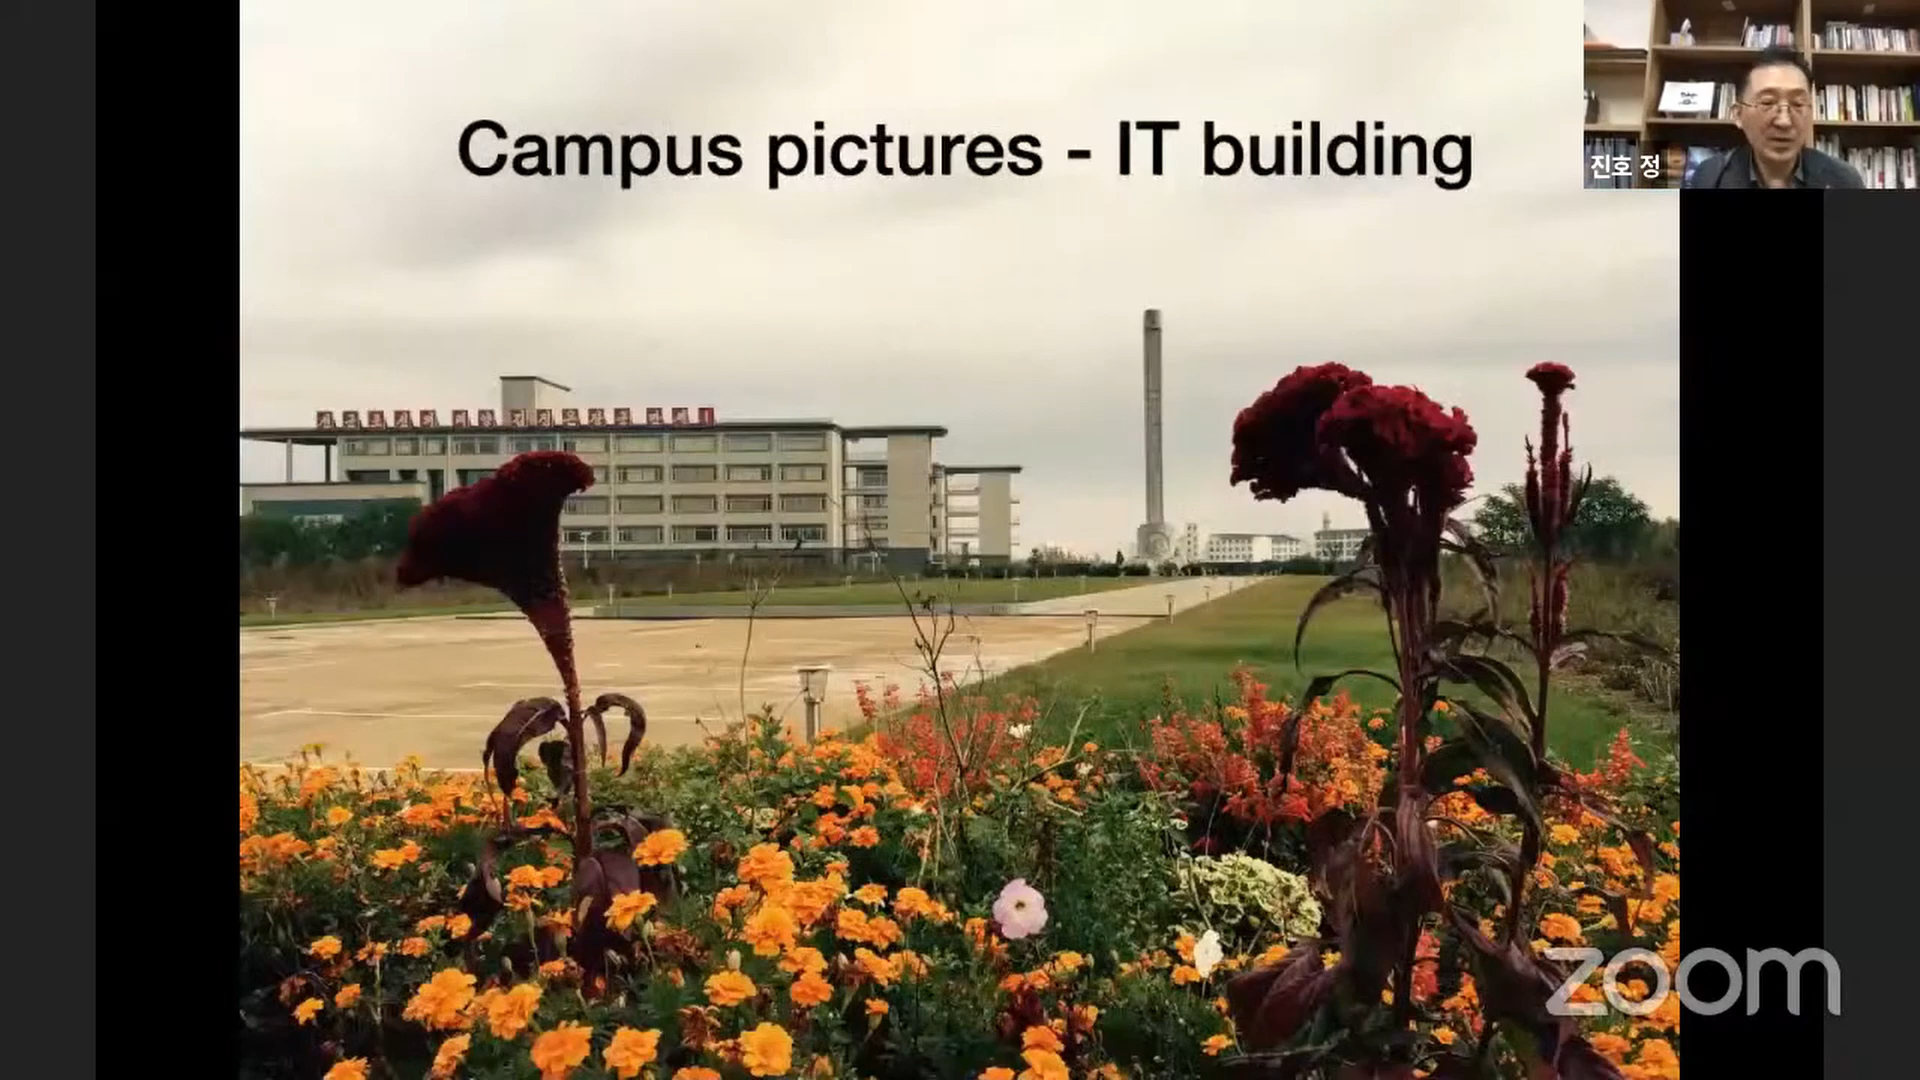 Campus pictures - IT building
진호 정
zoom